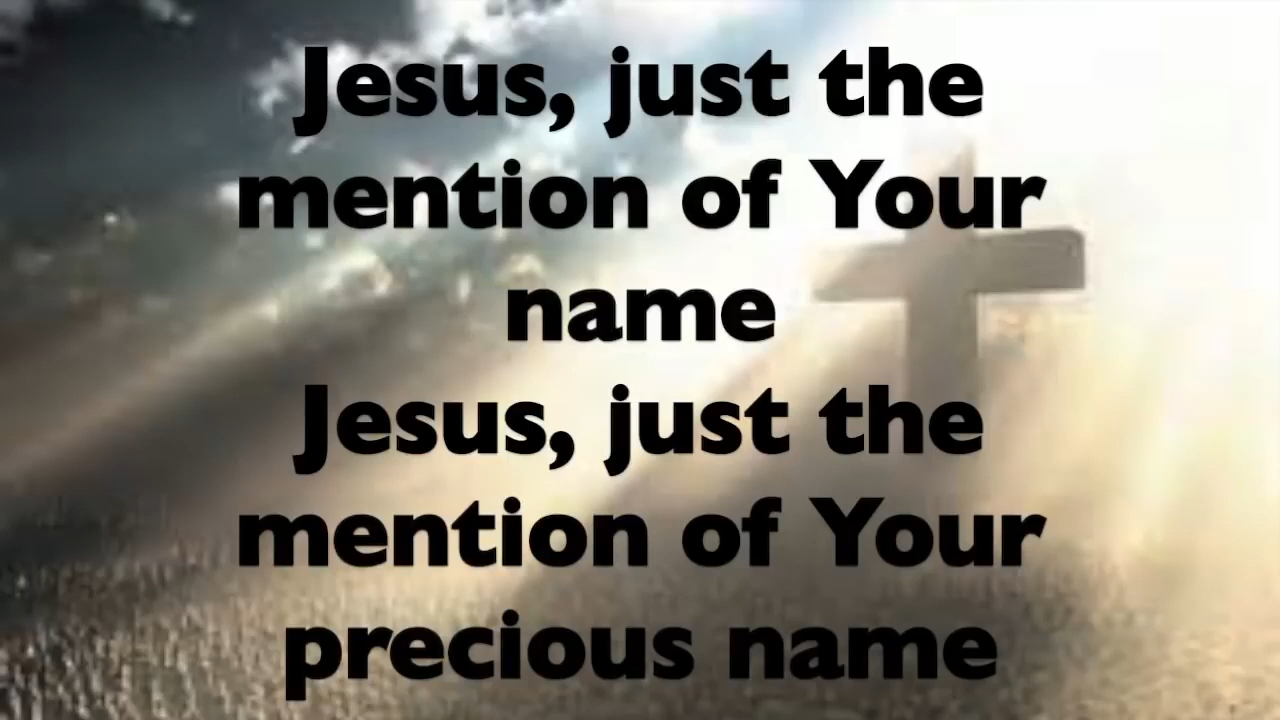 Jesus, just the
mention of Your
name
Jesus, just the
mention of Your
precious name